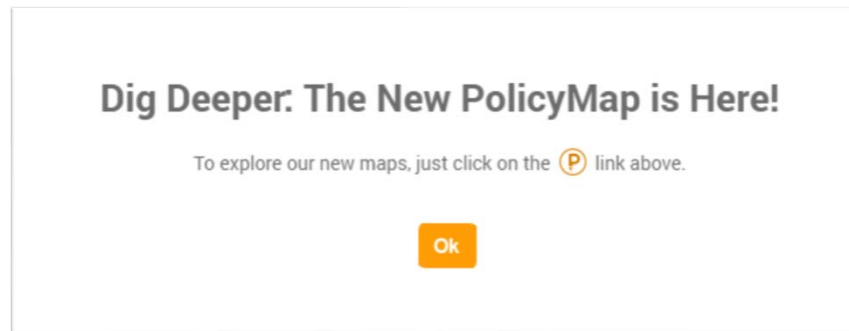 Dig Deeper: The New PolicyMap is Here!
To explore our new maps, just click on the P link above.
Ok